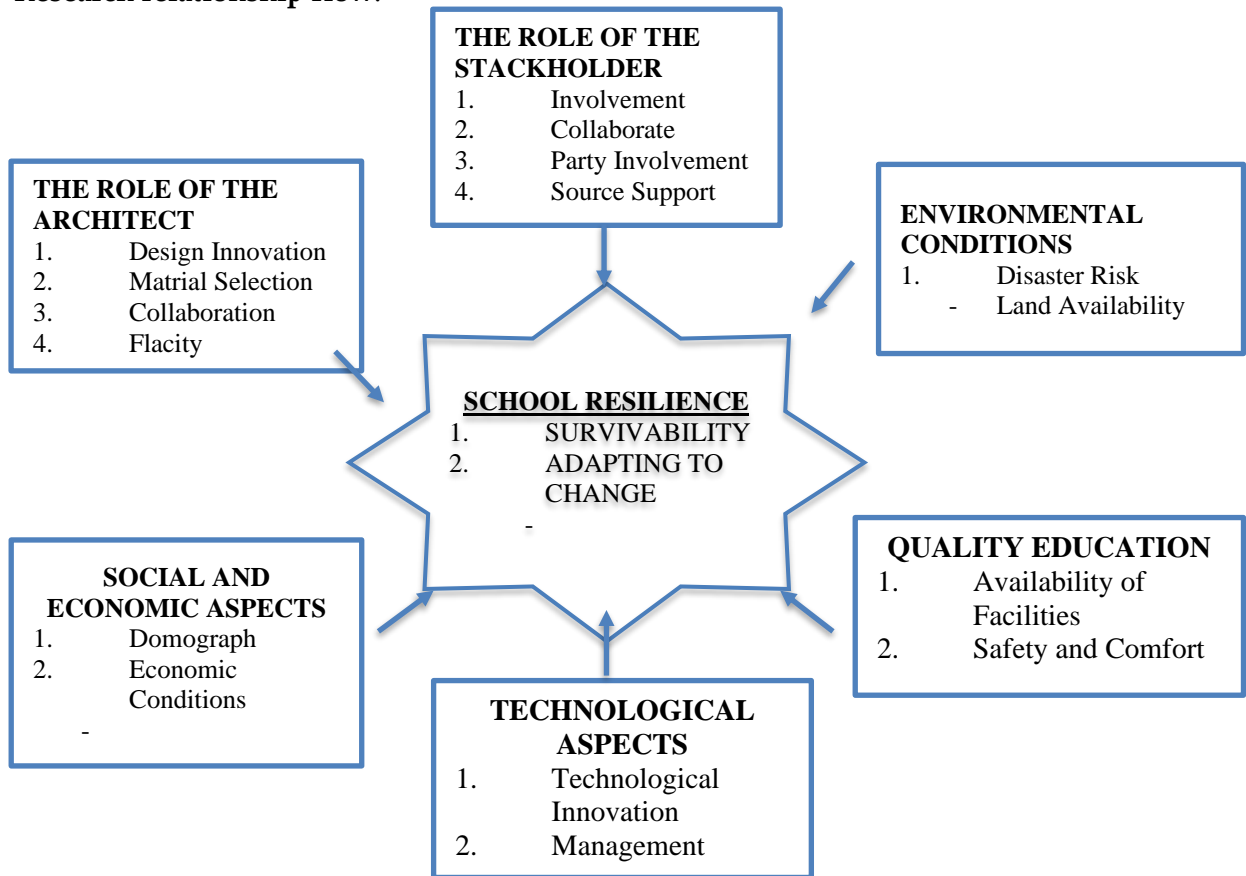 THE ROLE OF THE
STACKHOLDER
1. Involvement
2. Collaborate
3. Party Involvement
4. Source Support
THE ROLE OF THE
ARCHITECT
1. Design Innovation
2. Matrial Selection
3. Collaboration
4. Flacity
ENVIRONMENTAL
CONDITIONS
1. Disaster Risk
- Land Availability
SCHOOL RESILIENCE
1. SURVIVABILITY
2. ADAPTING TO
CHANGE
-
SOCIAL AND
ECONOMIC ASPECTS
1. Domograph
2. Economic
Conditions
-
TECHNOLOGICAL
ASPECTS
1. Technological
Innovation
2. Management
QUALITY EDUCATION
1. Availability of
Facilities
2. Safety and Comfort